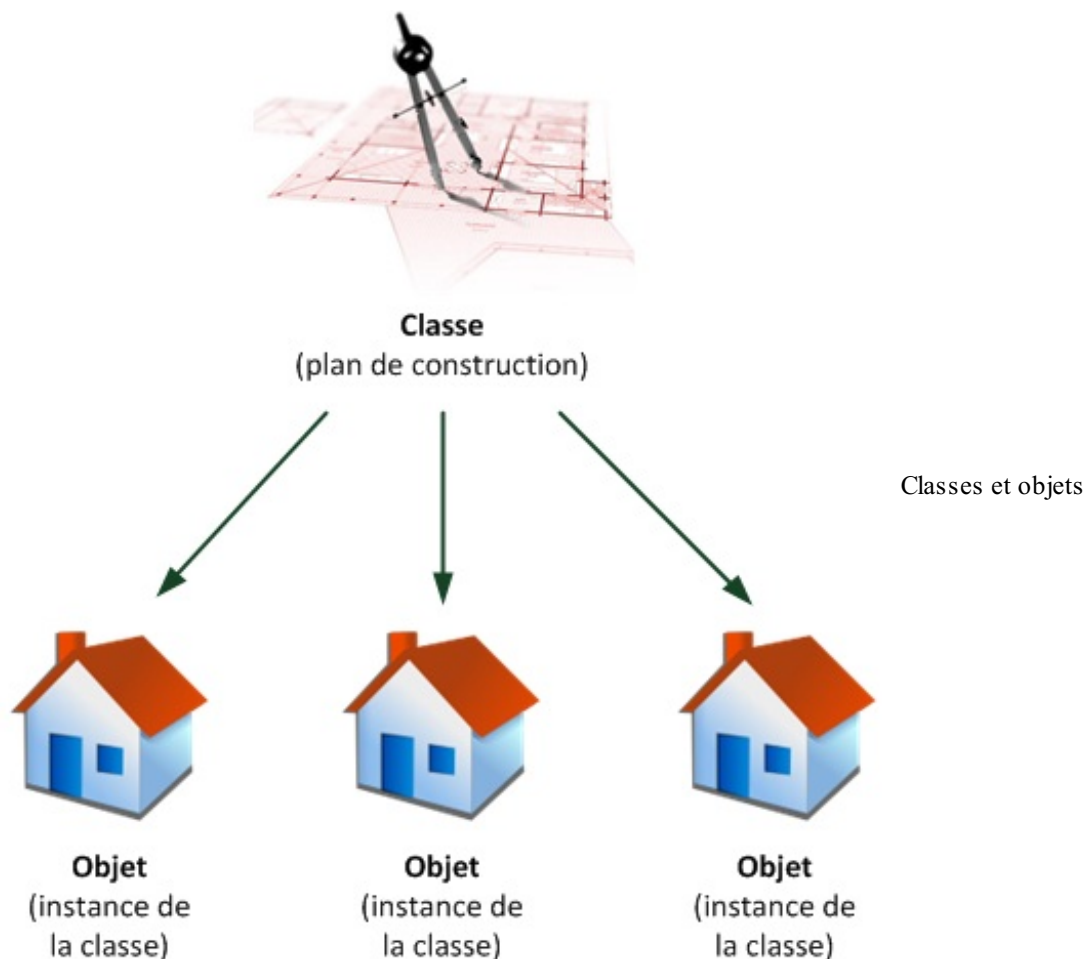 Classe
(plan de construction)
Classes et objets
Objet
(instance de
la classe)
Objet
(instance de
la classe)
Objet
(instance de
la classe)